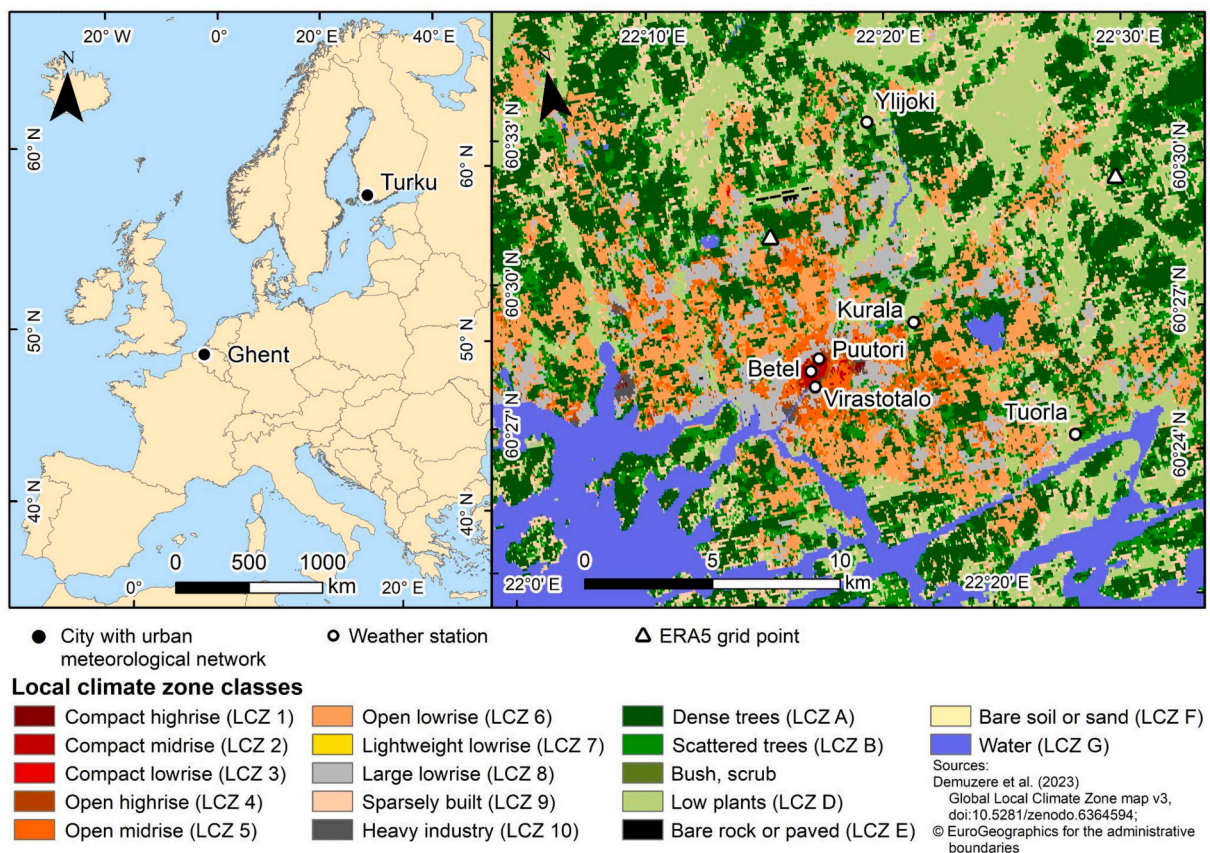 20° W
0°
20° E
40° E
N
60° N
60° N
Turku
50° N
50° N
Ghent
40° N
40° N
0
500
1000
km
0°
20° E
22°10' E
22°20' E
22°30' E
N
Ylijoki
60°33' N
60°30' N
60°30' N
60°27' N
Kurala
Puutori
Betel
Virastotalo
Tuorla
60°27' N
60°24' N
0
5
10
km
22°0' E
22°20' E
City with urban
meteorological network
Weather station
ERA5 grid point
Local climate zone classes
Compact highrise (LCZ 1)
Compact midrise (LCZ 2)
Compact lowrise (LCZ 3)
Open highrise (LCZ 4)
Open midrise (LCZ 5)
Open lowrise (LCZ 6)
Lightweight lowrise (LCZ 7)
Large lowrise (LCZ 8)
Sparsely built (LCZ 9)
Heavy industry (LCZ 10)
Dense trees (LCZ A)
Scattered trees (LCZ B)
Bush, scrub
Low plants (LCZ D)
Bare rock or paved (LCZ E)
Bare soil or sand (LCZ F)
Water (LCZ G)
Sources:
Demuzere et al. (2023)
Global Local Climate Zone map v3,
doi:10.5281/zenodo.6364594;
© EuroGeographics for the administrative
boundaries